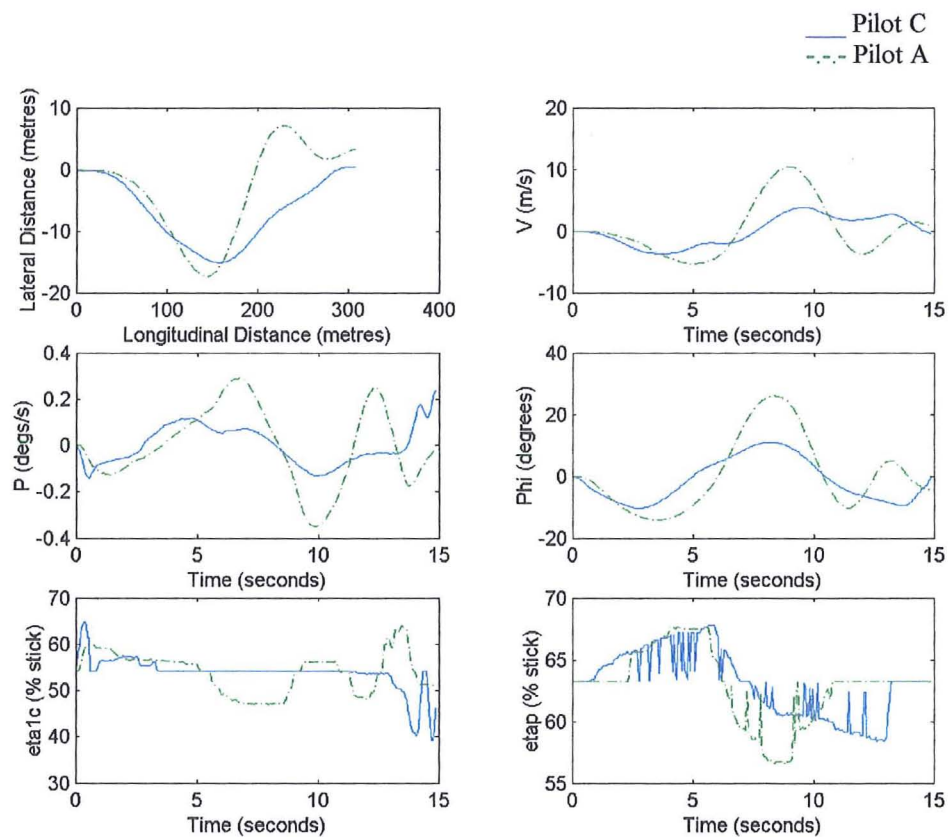 Pilot C
Pilot A
10
0
-10
-20
Lateral Distance (metres)
0 100 200 300 400
Longitudinal Distance (metres)
20
10
0
-10
V (m/s)
0 5 10 15
Time (seconds)
0.4
0.2
0
-0.2
-0.4
P (degs/s)
0 5 10 15
Time (seconds)
40
20
0
-20
Phi (degrees)
0 5 10 15
Time (seconds)
70
60
50
40
30
eta1c (% stick)
0 5 10 15
Time (seconds)
70
65
60
55
etap (% stick)
0 5 10 15
Time (seconds)